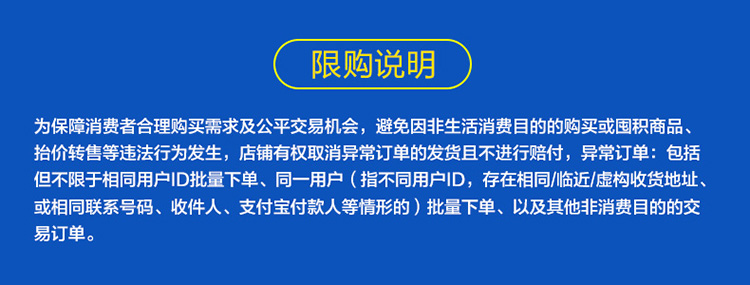 限购说明
为保障消费者合理购买需求及公平交易机会，避免因非生活消费目的的购买或囤积商品、
抬价转售等违法行为发生，店铺有权取消异常订单的发货且不进行赔付，异常订单：包括
但不限于相同用户ID批量下单、同一用户（指不同用户ID，存在相同/临近/虚构收货地址、
或相同联系号码、收件人、支付宝付款人等情形的）批量下单、以及其他非消费目的的交
易订单。